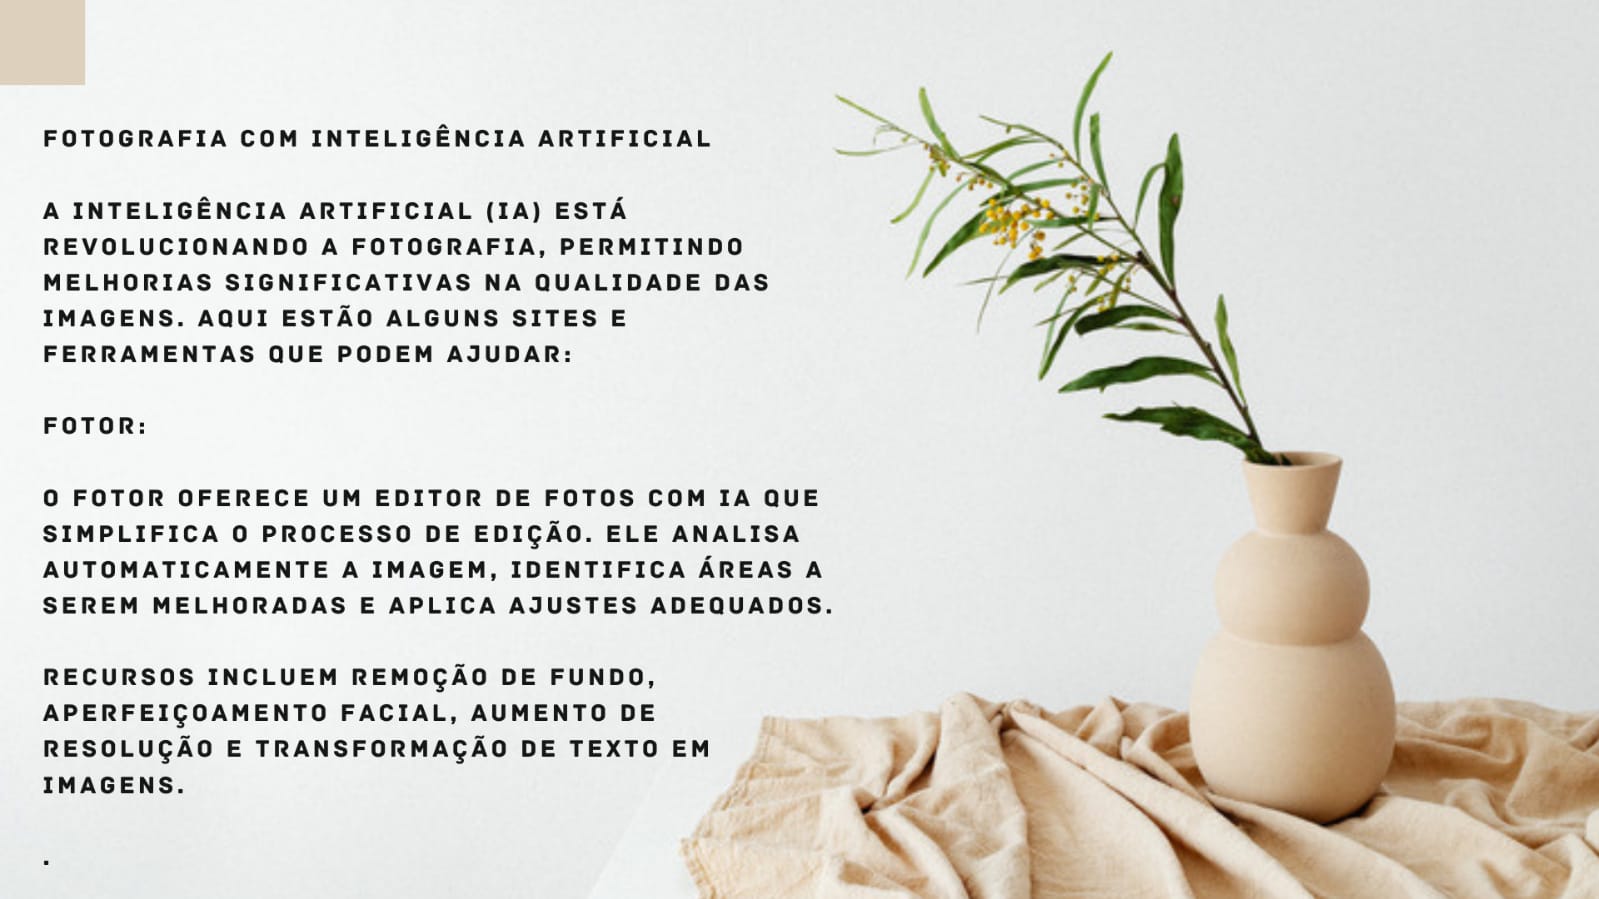 FOTOGRAFIA COM INTELIGÊNCIA ARTIFICIAL
A INTELIGÊNCIA ARTIFICIAL (IA) ESTÁ
REVOLUCIONANDO A FOTOGRAFIA, PERMITINDO
MELHORIAS SIGNIFICATIVAS NA QUALIDADE DAS
IMAGENS. AQUI ESTÃO ALGUNS SITES E
FERRAMENTAS QUE PODEM AJUDAR:
FOTOR:
O FOTOR OFERECE UM EDITOR DE FOTOS COM IA QUE
SIMPLIFICA O PROCESSO DE EDIÇÃO. ELE ANALISA
AUTOMATICAMENTE A IMAGEM, IDENTIFICA ÁREAS A
SEREM MELHORADAS E APLICA AJUSTES ADEQUADOS.
RECURSOS INCLUEM REMOÇÃO DE FUNDO,
APERFEIÇOAMENTO FACIAL, AUMENTO DE
RESOLUÇÃO E TRANSFORMAÇÃO DE TEXTO EM
IMAGENS.
.